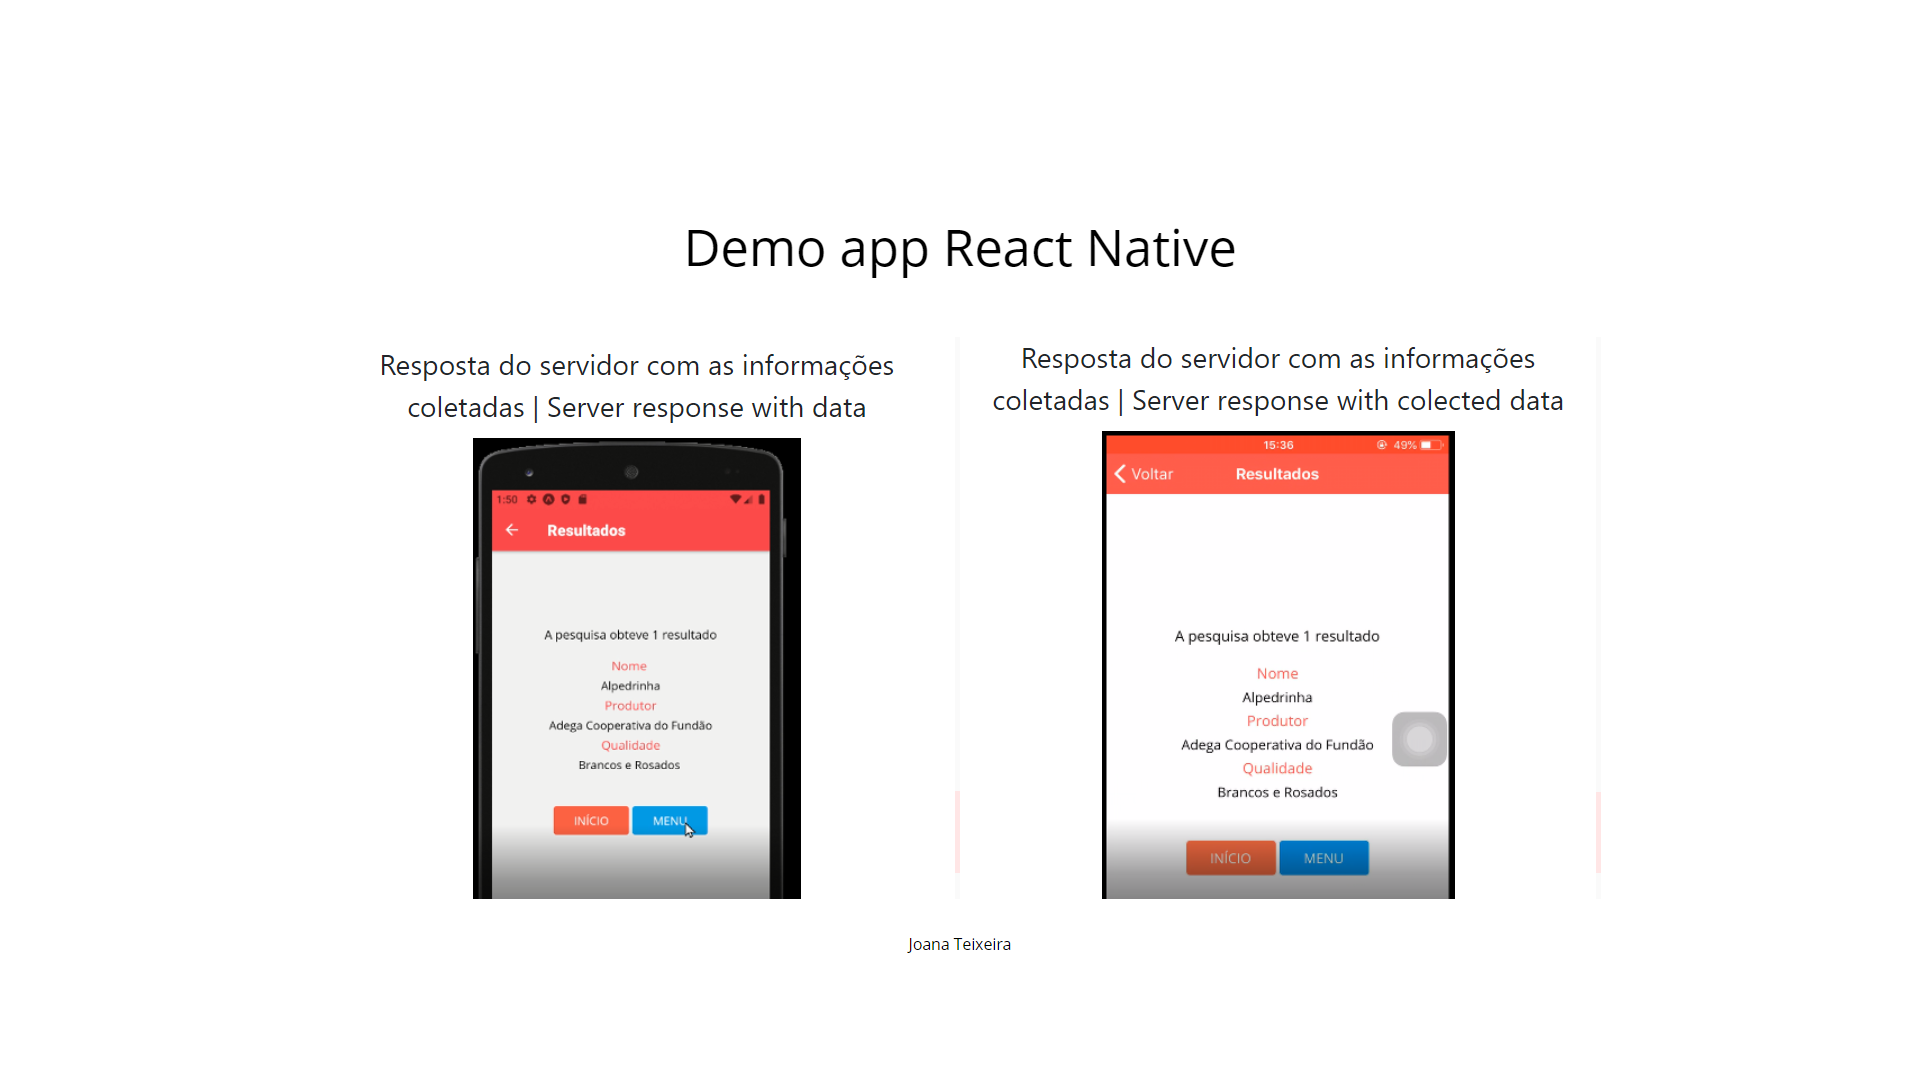 Demo app React Native
Resposta do servidor com as informações
coletadas | Server response with data
1:50
Resultados
A pesquisa obteve 1 resultado
Nome
Alpedrinha
Produtor
Adega Cooperativa do Fundão
Qualidade
Brancos e Rosados
INÍCIO
MENU
Resposta do servidor com as informações
coletadas | Server response with colected data
15:36
49%
Voltar
Resultados
A pesquisa obteve 1 resultado
Nome
Alpedrinha
Produtor
Adega Cooperativa do Fundão
Qualidade
Brancos e Rosados
INÍCIO
MENU
Joana Teixeira